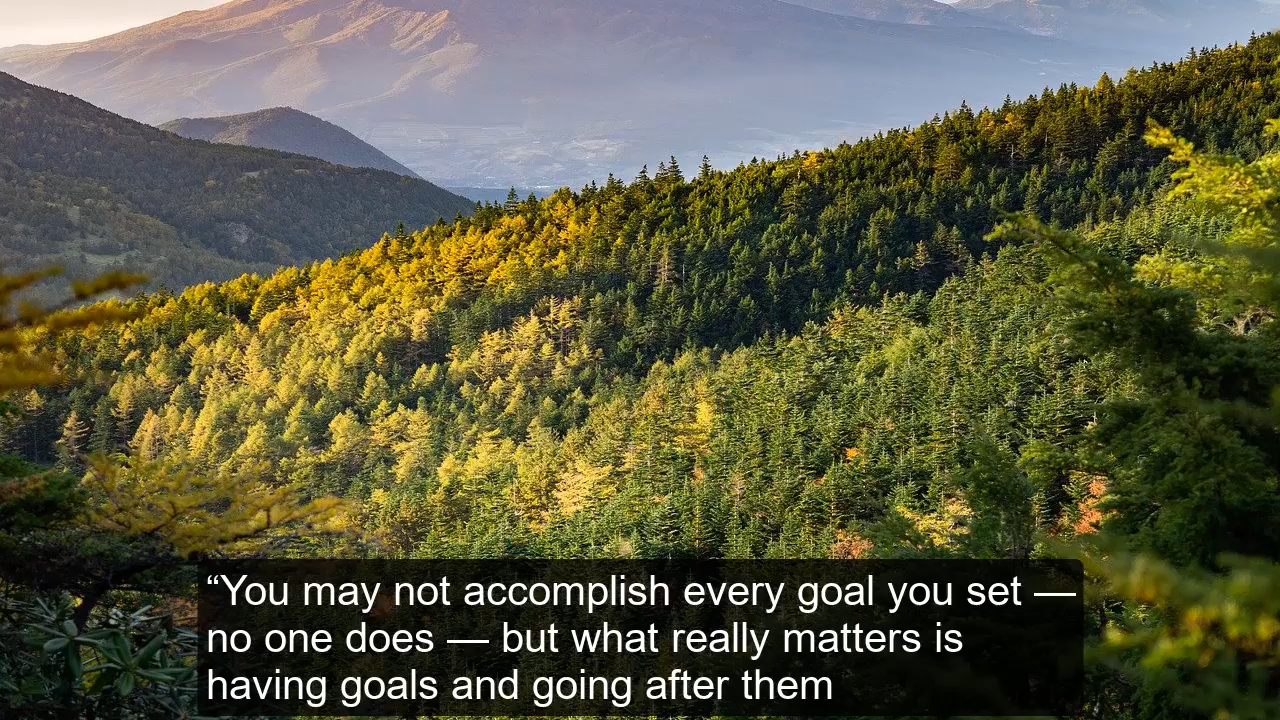 “You may not accomplish every goal you set —
no one does — but what really matters is
having goals and going after them